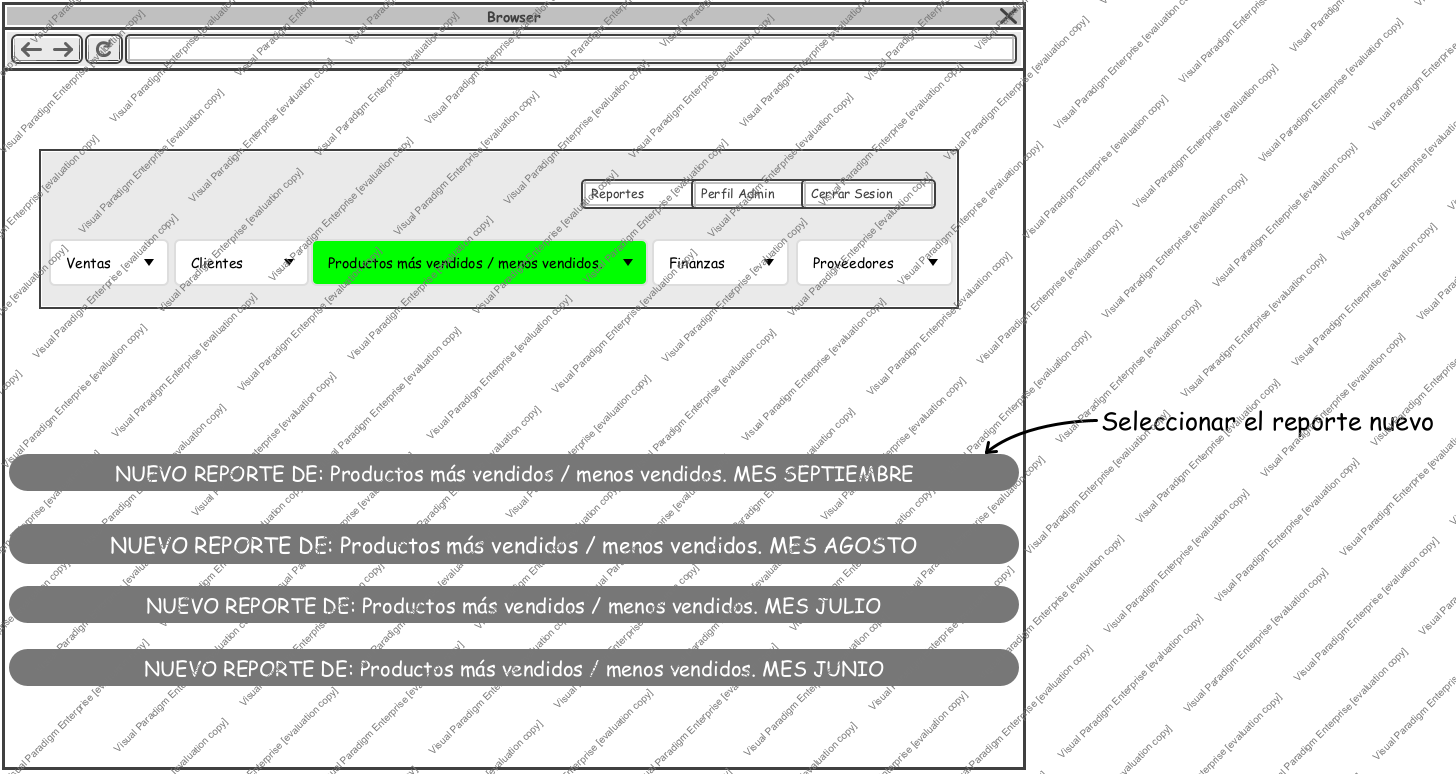 Browser
Reportes Perfil Admin Cerrar Sesion
Ventas Clientes Productos más vendidos / menos vendidos. Finanzas Proveedores
Seleccionar el reporte nuevo
NUEVO REPORTE DE: Productos más vendidos / menos vendidos. MES SEPTIEMBRE
NUEVO REPORTE DE: Productos más vendidos / menos vendidos. MES AGOSTO
NUEVO REPORTE DE: Productos más vendidos / menos vendidos. MES JULIO
NUEVO REPORTE DE: Productos más vendidos / menos vendidos. MES JUNIO
Visual Paradigm Enterprise [evaluation copy]